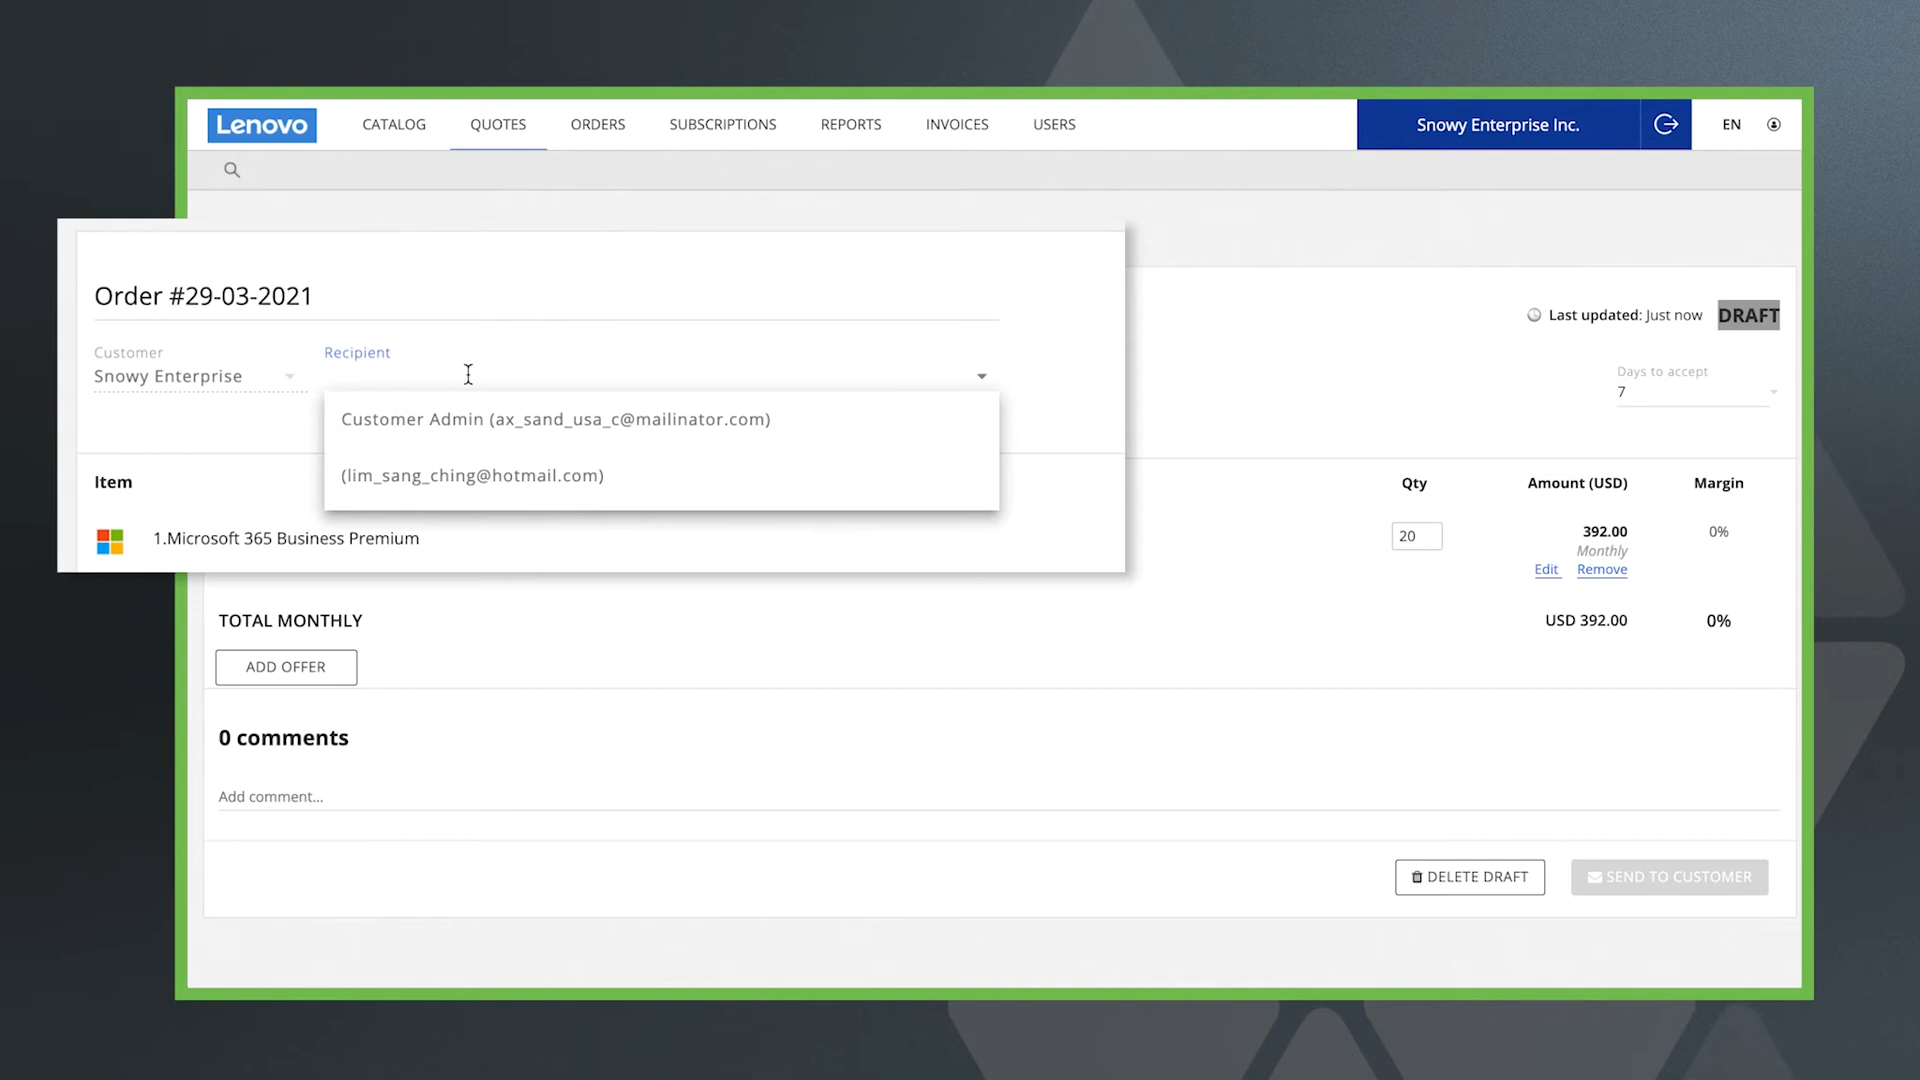 Lenovo
CATALOG QUOTES ORDERS SUBSCRIPTIONS REPORTS INVOICES USERS
Snowy Enterprise Inc.
EN
Order #29-03-2021
Last updated: Just now DRAFT
Customer Recipient
Snowy Enterprise
Days to accept
7
Customer Admin (ax_sand_usa_c@mailinator.com)
(lim_sang_ching@hotmail.com)
Item Qty Amount (USD) Margin
1.Microsoft 365 Business Premium 20 392.00 0%
Monthly
Edit Remove
TOTAL MONTHLY USD 392.00 0%
ADD OFFER
0 comments
Add comment...
DELETE DRAFT SEND TO CUSTOMER